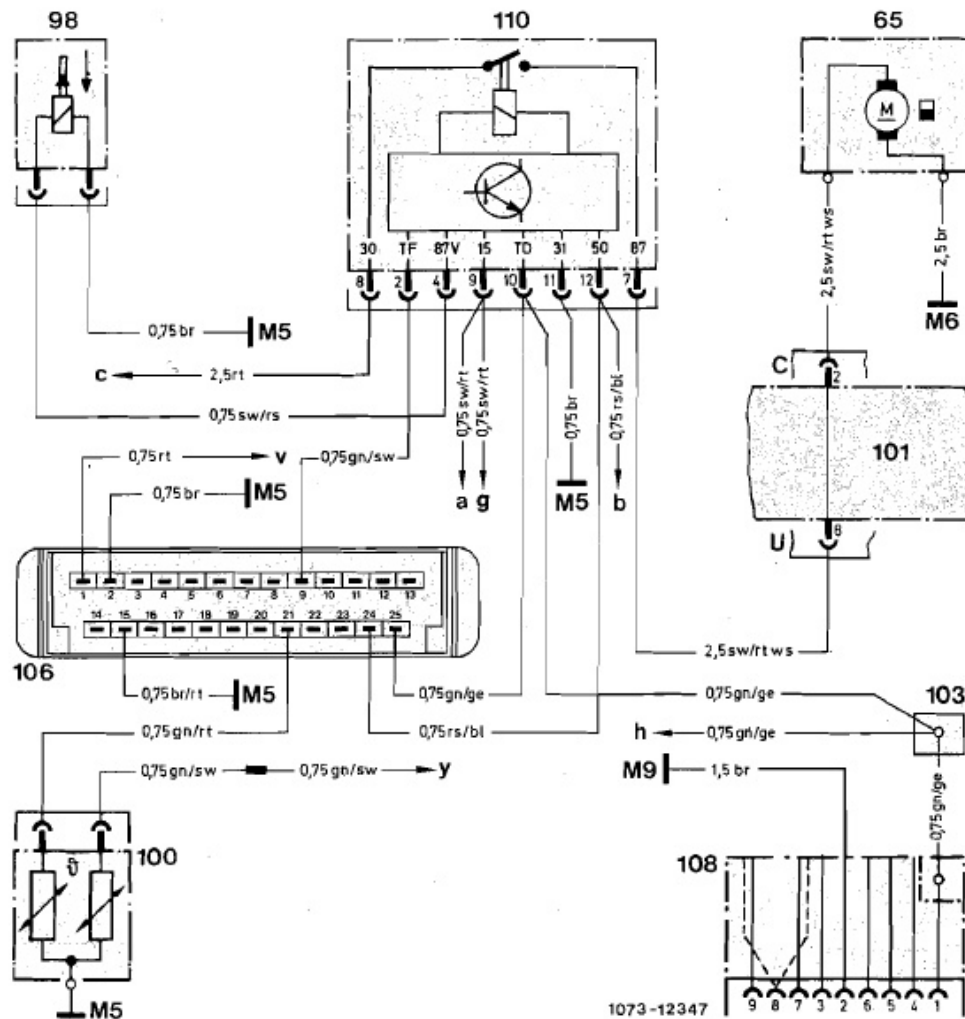 98 110 65
M
30 TF 87V 15 TD 31 50 87
8 2 4 9 10 11 12 7
2,5 sw/rt ws
2,5 br
M6
0,75 br M5
c 2,5 rt
0,75 sw/rs
0,75 sw/rt
0,75 sw/rt
0,75 br
0,75 rs/bl
C 2
101
0,75 rt v 0,75 gn/sw
0,75 br M5
a g M5 b
U 8
1 2 3 4 5 6 7 8 9 10 11 12 13
14 15 16 17 18 19 20 21 22 23 24 25
106
2,5 sw/rt ws
0,75 br/rt M5 0,75 gn/ge 0,75 gn/ge 103
0,75 gn/rt 0,75 rs/bl h 0,75 gn/ge
0,75 gn/sw 0,75 gn/sw y M9 1,5 br
0,75 gn/ge
100 ϑ
108
M5
9 8 7 3 2 6 5 4 1
1073-12347